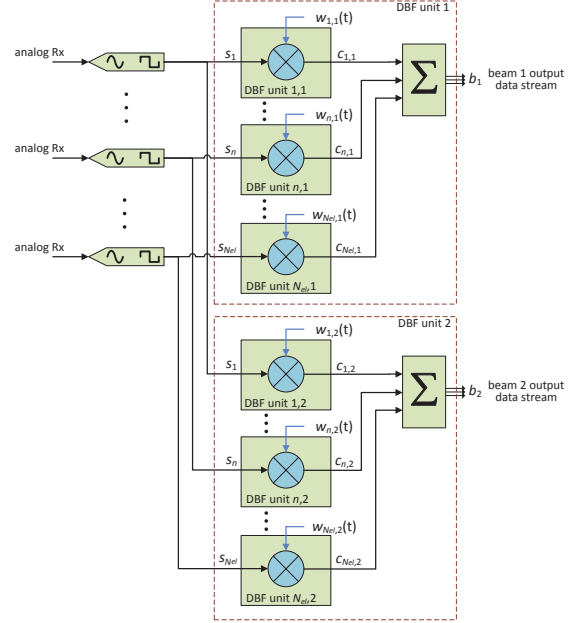 DBF unit 1
w1,1(t)
analog Rx
s1
c1,1
DBF unit 1,1
Σ
b1
beam 1 output
data stream
wn,1(t)
analog Rx
sn
cn,1
DBF unit n,1
wNel,1(t)
analog Rx
sNel
cNel,1
DBF unit Nel,1
DBF unit 2
w1,2(t)
s1
c1,2
DBF unit 1,2
Σ
b2
beam 2 output
data stream
wn,2(t)
sn
cn,2
DBF unit n,2
wNel,2(t)
sNel
cNel,2
DBF unit Nel,2